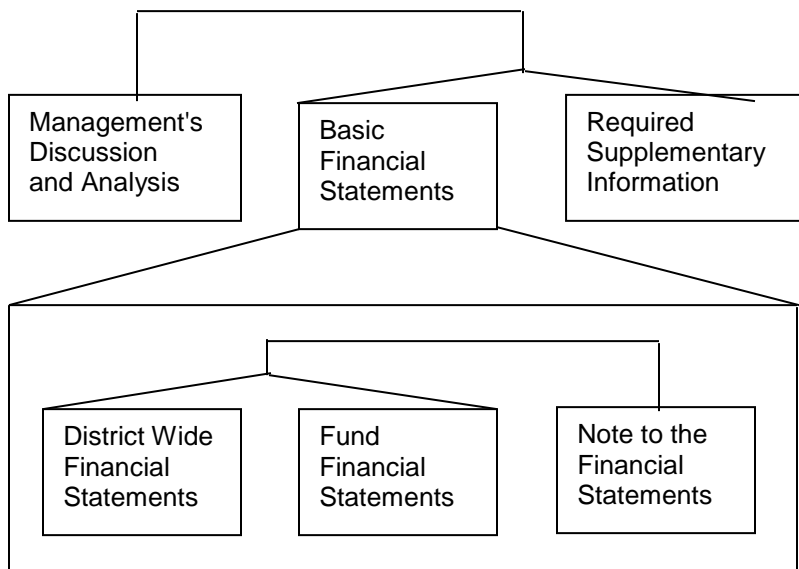 Management's
Discussion
and Analysis
Basic
Financial
Statements
Required
Supplementary
Information
District Wide
Financial
Statements
Fund
Financial
Statements
Note to the
Financial
Statements